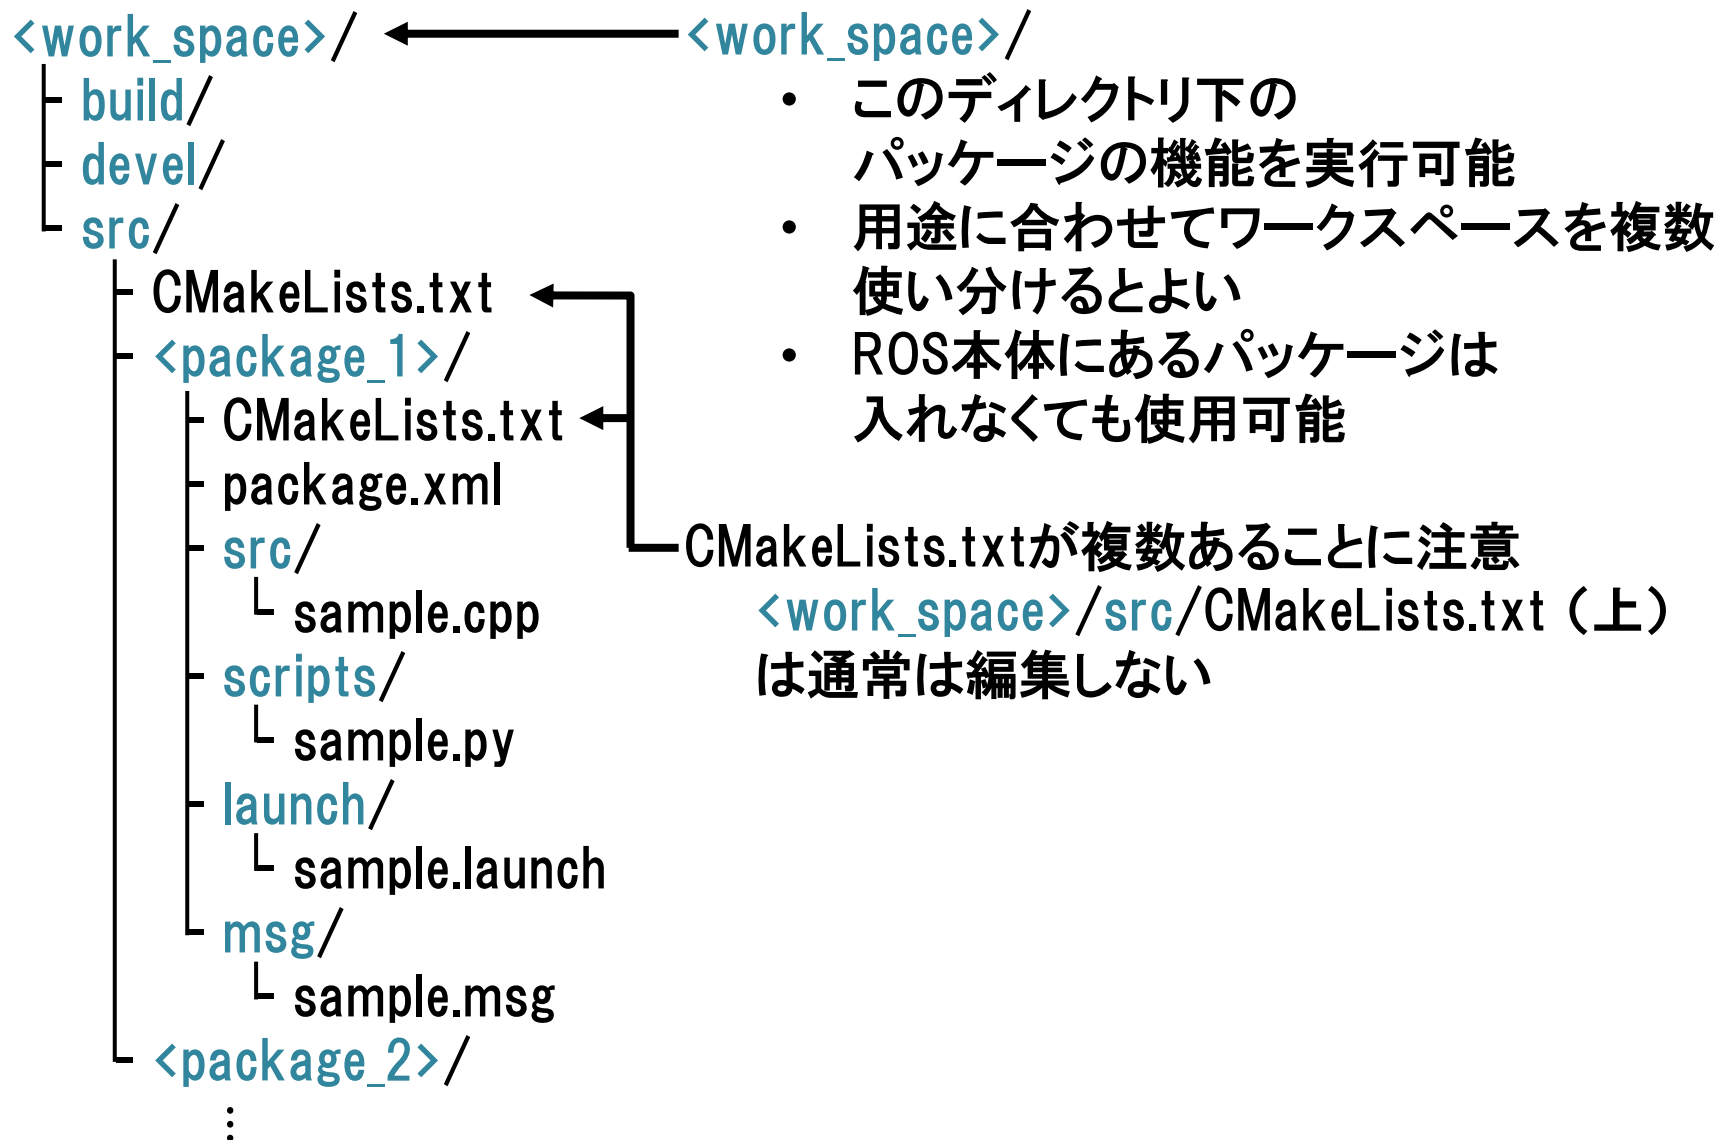 <work_space>/
build/
devel/
src/
CMakeLists.txt
<package_1>/
CMakeLists.txt
package.xml
src/
sample.cpp
scripts/
sample.py
launch/
sample.launch
msg/
sample.msg
<package_2>/
⋮
<work_space>/
• このディレクトリ下の
パッケージの機能を実行可能
• 用途に合わせてワークスペースを複数
使い分けるとよい
• ROS本体にあるパッケージは
入れなくても使用可能
CMakeLists.txtが複数あることに注意
<work_space>/src/CMakeLists.txt（上）
は通常は編集しない